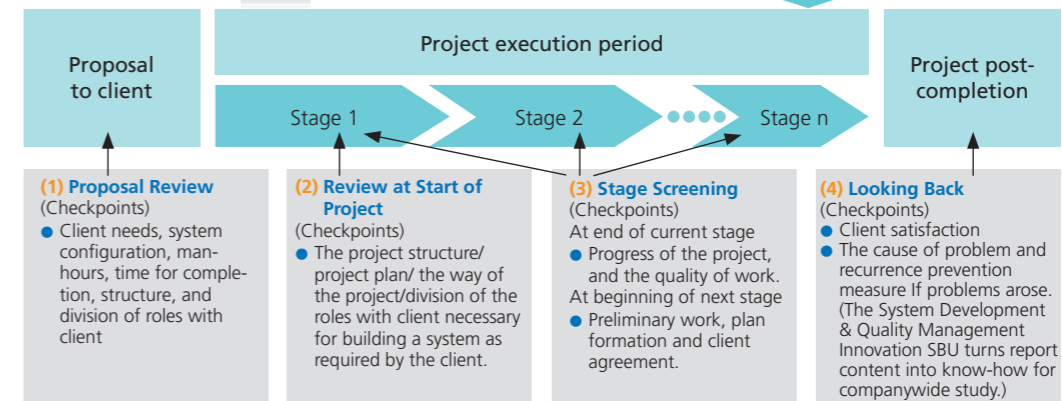 Proposal
to client
Project execution period
Project post-
completion
Stage 1
Stage 2
Stage n
(1) Proposal Review
(Checkpoints)
● Client needs, system
configuration, man-
hours, time for comple-
tion, structure, and
division of roles with
client
(2) Review at Start of
Project
(Checkpoints)
● The project structure/
project plan/ the way of
the project/division of the
roles with client necessary
for building a system as
required by the client.
(3) Stage Screening
(Checkpoints)
At end of current stage
● Progress of the project,
and the quality of work.
At beginning of next stage
● Preliminary work, plan
formation and client
agreement.
(4) Looking Back
(Checkpoints)
● Client satisfaction
● The cause of problem and
recurrence prevention
measure If problems arose.
(The System Development
& Quality Management
Innovation SBU turns report
content into know-how for
companywide study.)